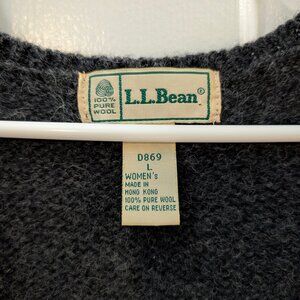 100%
PURE
WOOL
L.L.Bean®
D869
L
WOMEN's
MADE IN
HONG KONG
100% PURE WOOL
CARE ON REVERSE